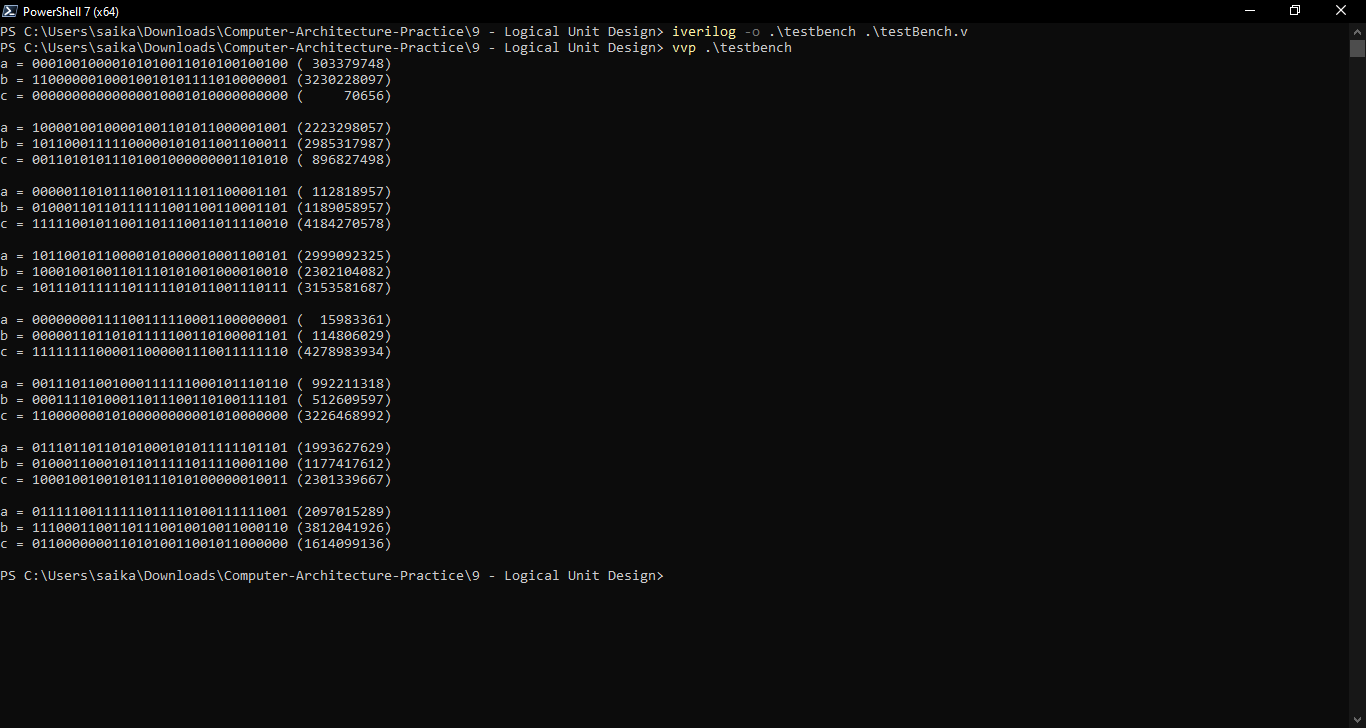 PowerShell 7 (x64)
PS C:\Users\saika\Downloads\Computer-Architecture-Practice\9 - Logical Unit Design> iverilog -o .\testbench .\testBench.v
PS C:\Users\saika\Downloads\Computer-Architecture-Practice\9 - Logical Unit Design> vvp .\testbench
a = 00010010000101010011010100100100 ( 303379748)
b = 11000000100010010101111010000001 (3230228097)
c = 00000000000000010001010000000000 (     70656)
a = 10000100100001001101011000001001 (2223298057)
b = 10110001111100000101011001100011 (2985317987)
c = 00110101011101001000000001101010 ( 896827498)
a = 00000110101110010111101100001101 ( 112818957)
b = 01000110110111111001100110001101 (1189058957)
c = 11111001011001101110011011110010 (4184270578)
a = 10110010110000101000010001100101 (2999092325)
b = 10001001001101110101001000010010 (2302104082)
c = 10111011111101111101011001110111 (3153581687)
a = 00000000111100111110001100000001 (  15983361)
b = 00000110110101111100110100001101 ( 114806029)
c = 11111111000011000001110011111110 (4278983934)
a = 00111011001000111111000101110110 ( 992211318)
b = 00011110100011011100110100111101 ( 512609597)
c = 11000000010100000000001010000000 (3226468992)
a = 01110110110101000101011111101101 (1993627629)
b = 01000110001011011111011110001100 (1177417612)
c = 10001001001010111010100000010011 (2301339667)
a = 01111100111111011110100111111001 (2097015289)
b = 11100011001101110010010011000110 (3812041926)
c = 01100000001101010011001011000000 (1614099136)
PS C:\Users\saika\Downloads\Computer-Architecture-Practice\9 - Logical Unit Design>